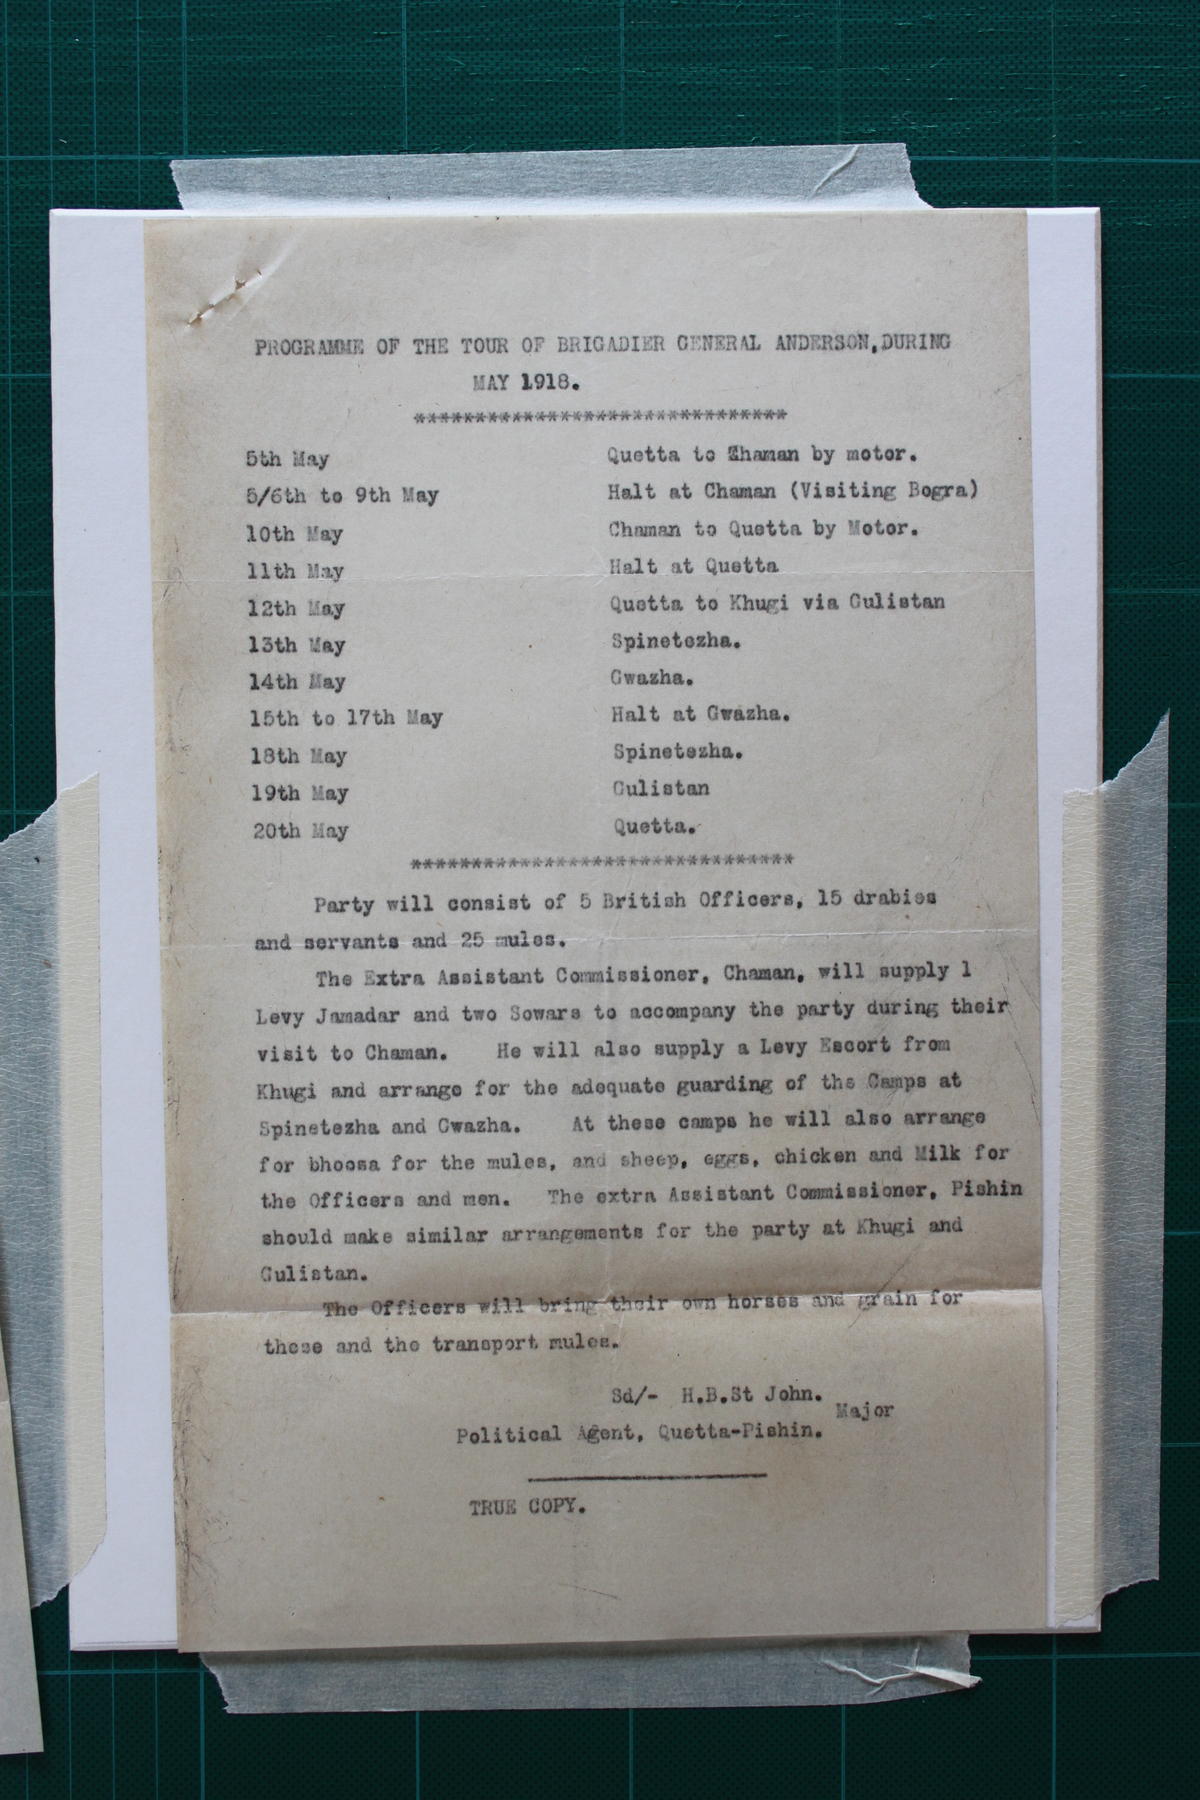 PROGRAMME OF THE TOUR OF BRIGADIER GENERAL ANDERSON, DURING
MAY 1918.
*******************************
5th May Quetta to Chaman by motor.
5/6th to 9th May Halt at Chaman (Visiting Bogra)
10th May Chaman to Quetta by Motor.
11th May Halt at Quetta
12th May Quetta to Khugi via Gulistan
13th May Spinetezha.
14th May Gwazha.
15th to 17th May Halt at Gwazha.
18th May Spinetezha.
19th May Gulistan
20th May Quetta.
********************************
Party will consist of 5 British Officers, 15 drabies
and servants and 25 mules.
The Extra Assistant Commissioner, Chaman, will supply 1
Levy Jamadar and two Sowars to accompany the party during their
visit to Chaman. He will also supply a Levy Escort from
Khugi and arrange for the adequate guarding of the Camps at
Spinetezha and Gwazha. At these camps he will also arrange
for bhoosa for the mules, and sheep, eggs, chicken and Milk for
the Officers and men. The extra Assistant Commissioner, Pishin
should make similar arrangements for the party at Khugi and
Gulistan.
The Officers will bring their own horses and grain for
these and the transport mules.
Sd/- H.B.St John.
Major
Political Agent, Quetta-Pishin.
TRUE COPY.